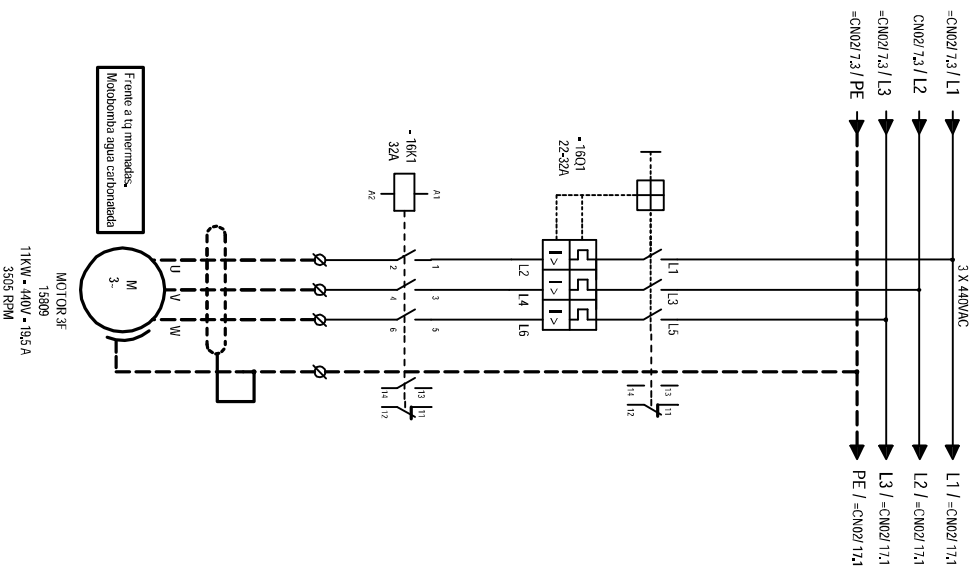 =CN02/ 7.3 / L1
CN02/ 7.3 / L2
=CN02/ 7.3 / L3
=CN02/ 7.3 / PE
3 X 440VAC
L1 / =CN02/ 17.1
L2 / =CN02/ 17.1
L3 / =CN02/ 17.1
PE / =CN02/ 17.1
- 16Q1
22-32A
L1
L3
L5
13
14
11
12
I >
I >
I >
L2
L4
L6
- 16K1
32A
A1
A2
1
2
3
4
5
6
13
14
11
12
U
V
W
M
3~
Frente a tq mermadas,
Motobomba agua carbonatada
MOTOR 3F
15809
11KW - 440V - 19,5 A
3505 RPM